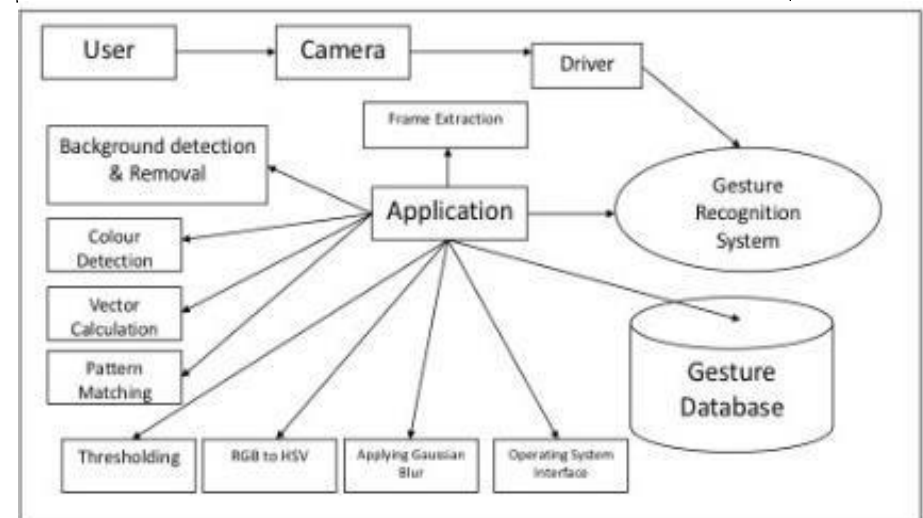 User
Camera
Driver
Frame Extraction
Background detection
& Removal
Application
Gesture
Recognition
System
Colour
Detection
Vector
Calculation
Pattern
Matching
Gesture
Database
Thresholding
RGB to HSV
Applying Gaussian
Blur
Operating System
Interface